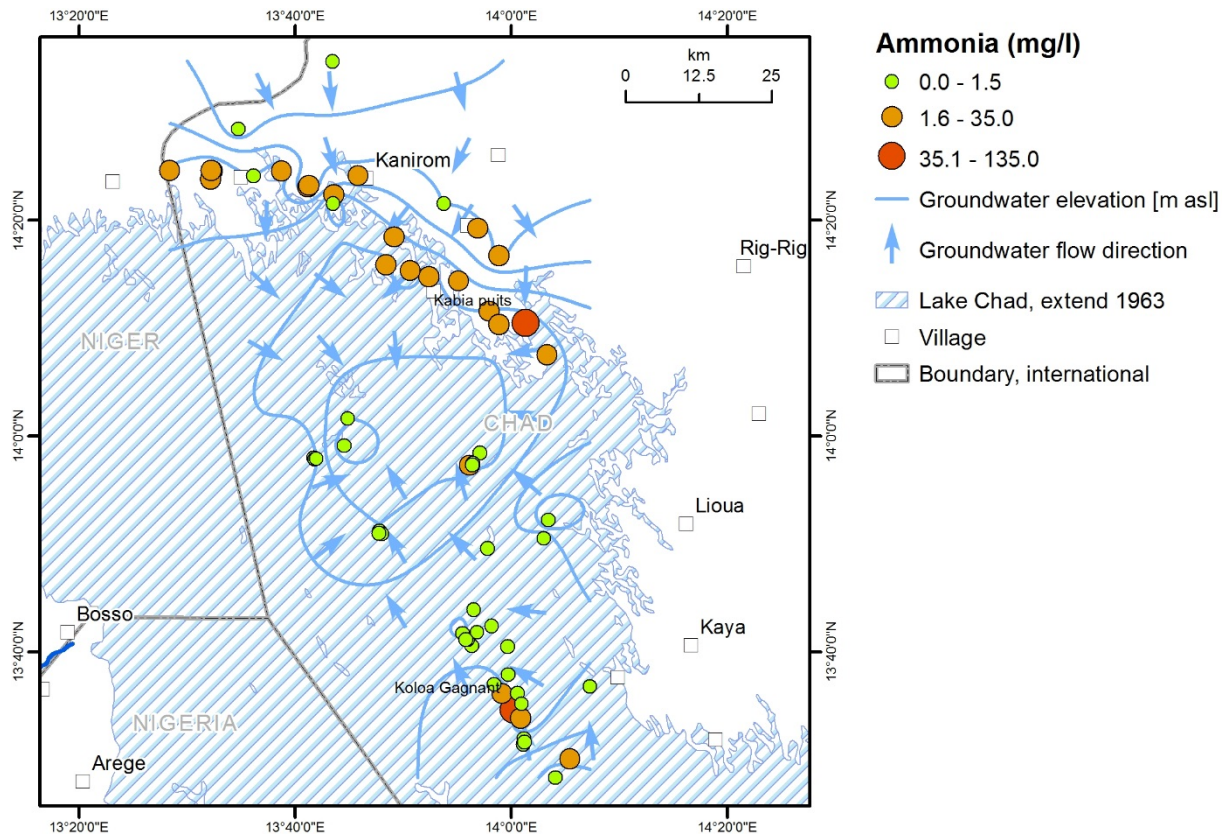 13°20'0"E 13°40'0"E 14°0'0"E 14°20'0"E
km
0 12.5 25
Kanirom
14°20'0"N 14°20'0"N
Rig-Rig
Kabia puits
NIGER
CHAD
14°0'0"N 14°0'0"N
Lioua
Bosso
Kaya
13°40'0"N 13°40'0"N
Koloa Gagnant
NIGERIA
Arege
13°20'0"E 13°40'0"E 14°0'0"E 14°20'0"E
Ammonia (mg/l)
0.0 - 1.5
1.6 - 35.0
35.1 - 135.0
Groundwater elevation [m asl]
Groundwater flow direction
Lake Chad, extend 1963
Village
Boundary, international